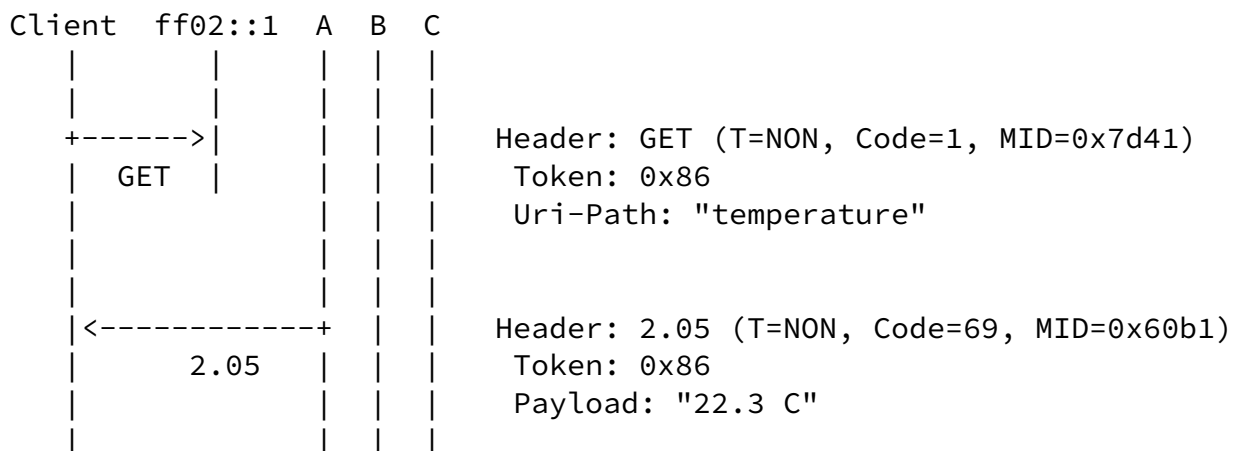 Client  ff02::1  A  B  C
   |       |     |  |  |
   |       |     |  |  |
   +------>|     |  |  |   Header: GET (T=NON, Code=1, MID=0x7d41)
   |  GET  |     |  |  |    Token: 0x86
   |             |  |  |    Uri-Path: "temperature"
   |             |  |  |
   |             |  |  |
   |<------------+  |  |   Header: 2.05 (T=NON, Code=69, MID=0x60b1)
   |      2.05   |  |  |    Token: 0x86
   |             |  |  |    Payload: "22.3 C"
   |             |  |  |